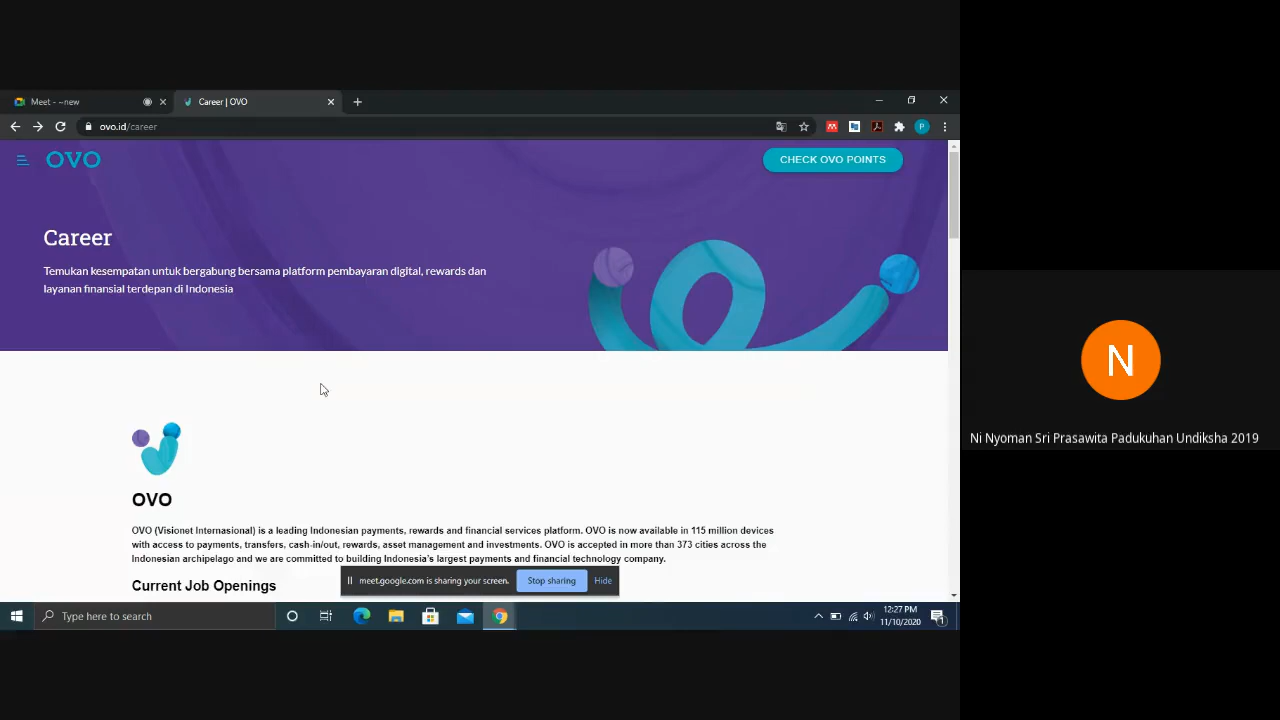 Meet - ~new
Career | OVO
ovo.id/career
P
OVO
CHECK OVO POINTS
Career
Temukan kesempatan untuk bergabung bersama platform pembayaran digital, rewards dan
layanan finansial terdepan di Indonesia
OVO
OVO (Visionet Internasional) is a leading Indonesian payments, rewards and financial services platform. OVO is now available in 115 million devices
with access to payments, transfers, cash-in/out, rewards, asset management and investments. OVO is accepted in more than 373 cities across the
Indonesian archipelago and we are committed to building Indonesia's largest payments and financial technology company.
Current Job Openings
meet.google.com is sharing your screen.
Stop sharing
Hide
Type here to search
12:27 PM
11/10/2020
1
N
Ni Nyoman Sri Prasawita Padukuhan Undiksha 2019